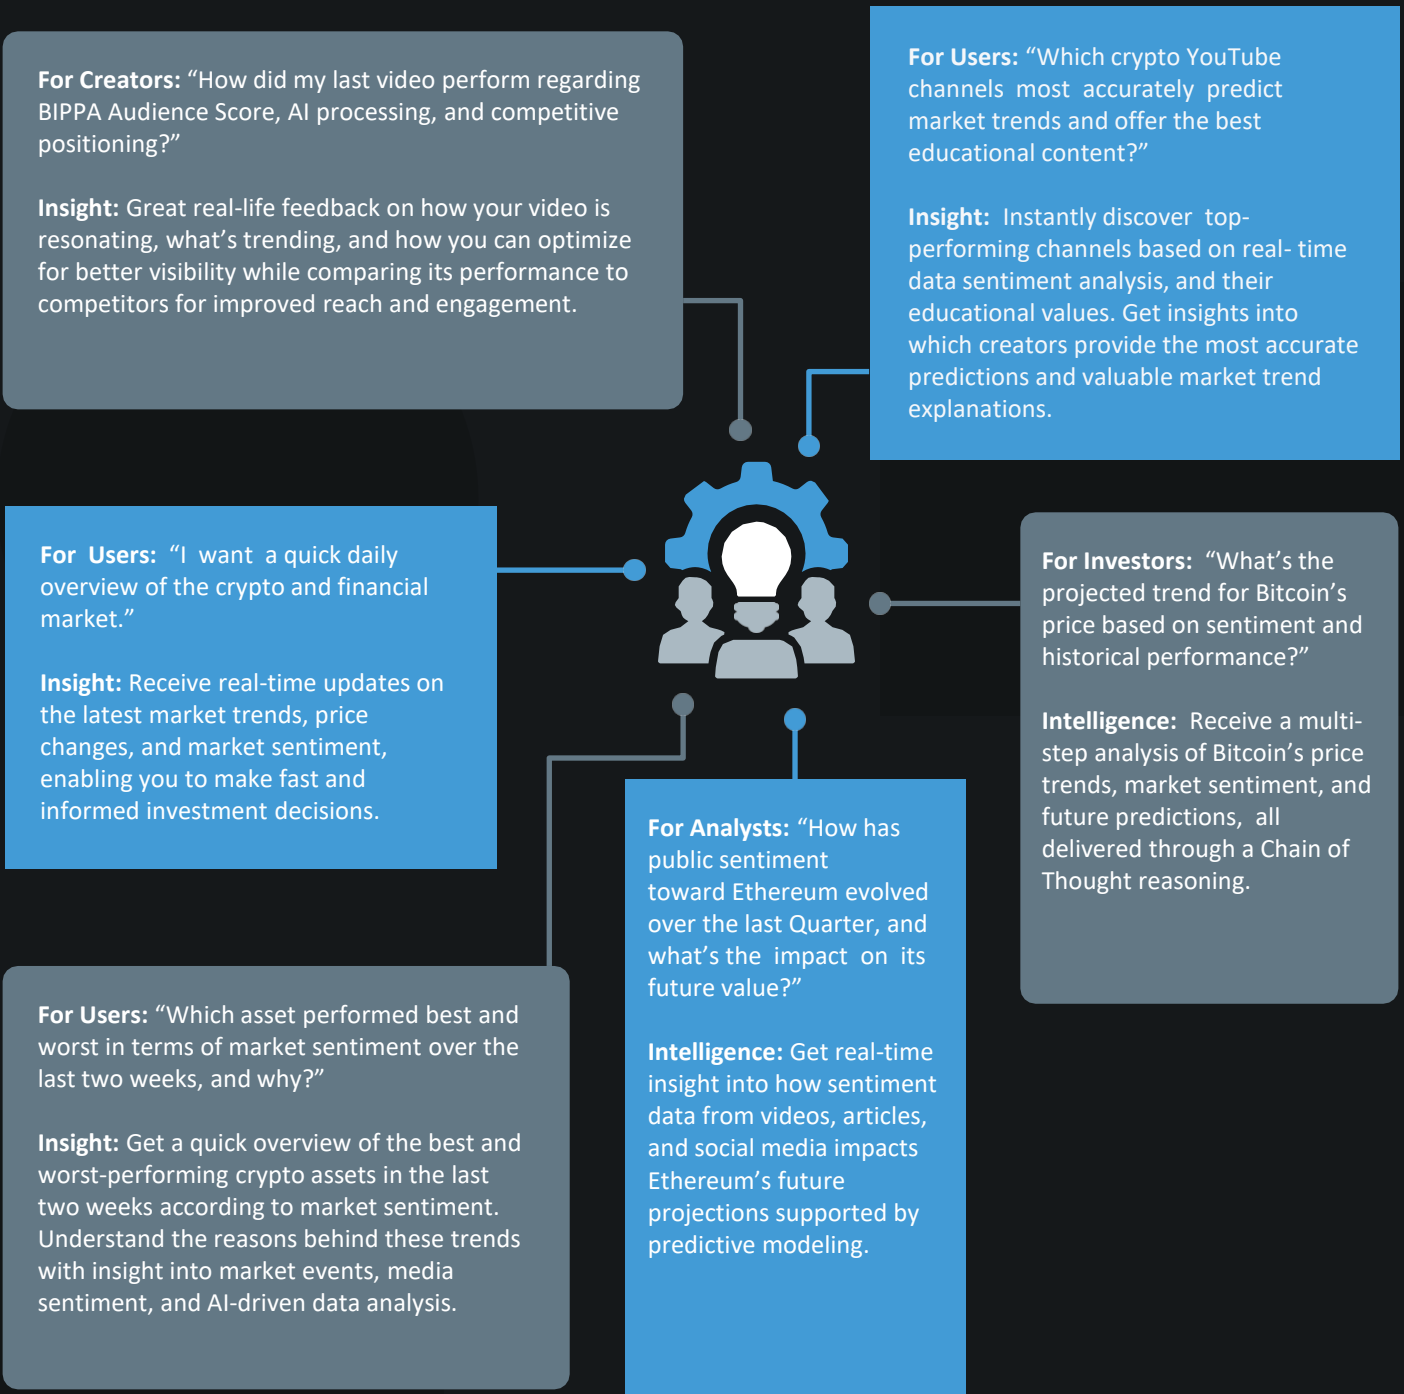 For Creators: “How did my last video perform regarding
BIPPA Audience Score, AI processing, and competitive
positioning?”
Insight: Great real-life feedback on how your video is
resonating, what’s trending, and how you can optimize
for better visibility while comparing its performance to
competitors for improved reach and engagement.
For Users: “Which crypto YouTube
channels most accurately predict
market trends and offer the best
educational content?”
Insight: Instantly discover top-
performing channels based on real- time
data sentiment analysis, and their
educational values. Get insights into
which creators provide the most accurate
predictions and valuable market trend
explanations.
For Users: “I want a quick daily
overview of the crypto and financial
market.”
Insight: Receive real-time updates on
the latest market trends, price
changes, and market sentiment,
enabling you to make fast and
informed investment decisions.
For Investors: “What’s the
projected trend for Bitcoin’s
price based on sentiment and
historical performance?”
Intelligence: Receive a multi-
step analysis of Bitcoin’s price
trends, market sentiment, and
future predictions, all
delivered through a Chain of
Thought reasoning.
For Users: “Which asset performed best and
worst in terms of market sentiment over the
last two weeks, and why?”
Insight: Get a quick overview of the best and
worst-performing crypto assets in the last
two weeks according to market sentiment.
Understand the reasons behind these trends
with insight into market events, media
sentiment, and AI-driven data analysis.
For Analysts: “How has
public sentiment
toward Ethereum evolved
over the last Quarter, and
what’s the impact on its
future value?”
Intelligence: Get real-time
insight into how sentiment
data from videos, articles,
and social media impacts
Ethereum’s future
projections supported by
predictive modeling.